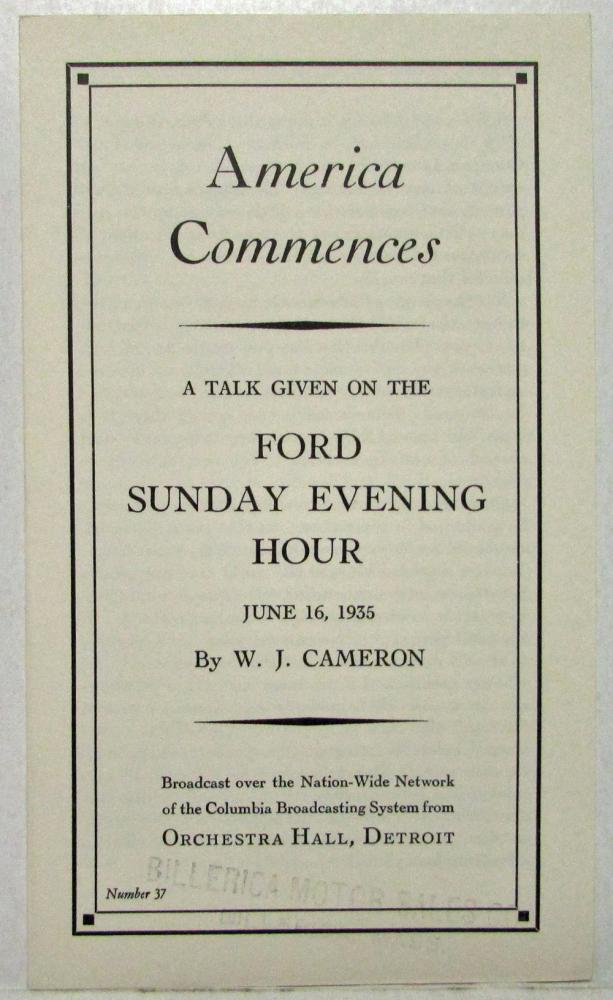 America
Commences
A TALK GIVEN ON THE
FORD
SUNDAY EVENING
HOUR
JUNE 16, 1935
By W. J. CAMERON
Broadcast over the Nation-Wide Network
of the Columbia Broadcasting System from
ORCHESTRA HALL, DETROIT
Number 37
BILLERICA MOTOR SALES
MASS.